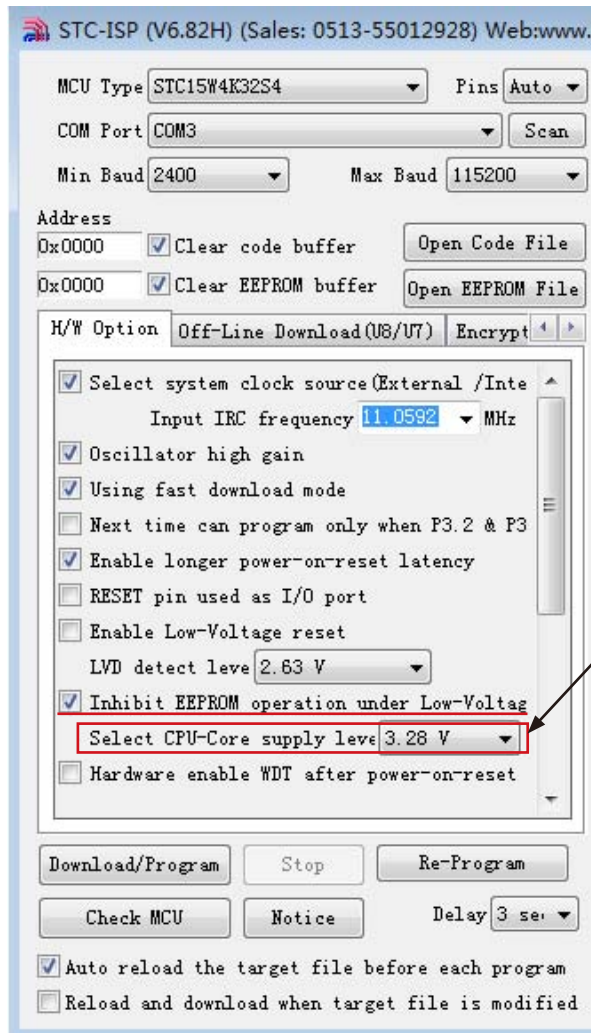 STC-ISP (V6.82H) (Sales: 0513-55012928) Web:www.
MCU Type STC15W4K32S4 Pins Auto
COM Port COM3 Scan
Min Baud 2400 Max Baud 115200
Address
0x0000 Clear code buffer Open Code File
0x0000 Clear EEPROM buffer Open EEPROM File
H/W Option Off-Line Download(U8/U7) Encrypt
Select system clock source(External /Inte
Input IRC frequency 11.0592 MHz
Oscillator high gain
Using fast download mode
Next time can program only when P3.2 & P3
Enable longer power-on-reset latency
RESET pin used as I/O port
Enable Low-Voltage reset
LVD detect leve 2.63 V
Inhibit EEPROM operation under Low-Voltag
Select CPU-Core supply leve 3.28 V
Hardware enable WDT after power-on-reset
Download/Program Stop Re-Program
Check MCU Notice Delay 3 se
Auto reload the target file before each program
Reload and download when target file is modified